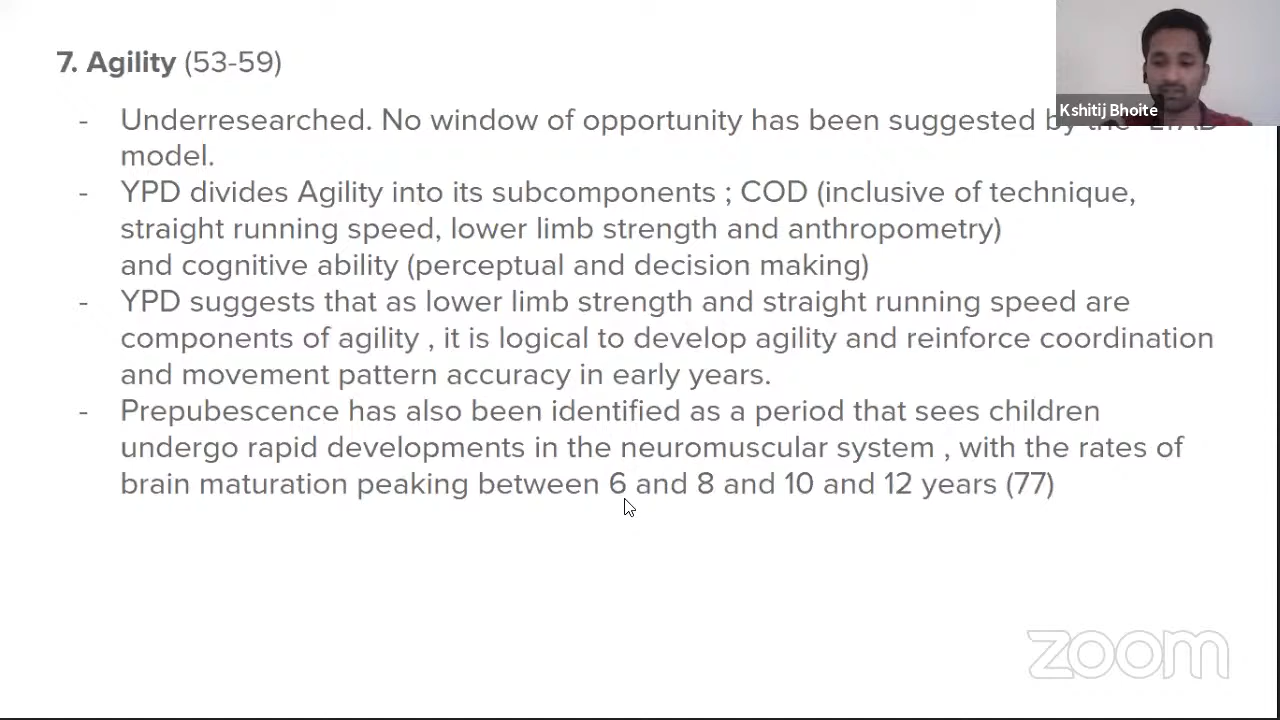 7. Agility (53-59)
Kshitij Bhoite
- Underresearched. No window of opportunity has been suggested by the
model.
- YPD divides Agility into its subcomponents ; COD (inclusive of technique,
straight running speed, lower limb strength and anthropometry)
and cognitive ability (perceptual and decision making)
- YPD suggests that as lower limb strength and straight running speed are
components of agility , it is logical to develop agility and reinforce coordination
and movement pattern accuracy in early years.
- Prepubescence has also been identified as a period that sees children
undergo rapid developments in the neuromuscular system , with the rates of
brain maturation peaking between 6 and 8 and 10 and 12 years (77)
zoom